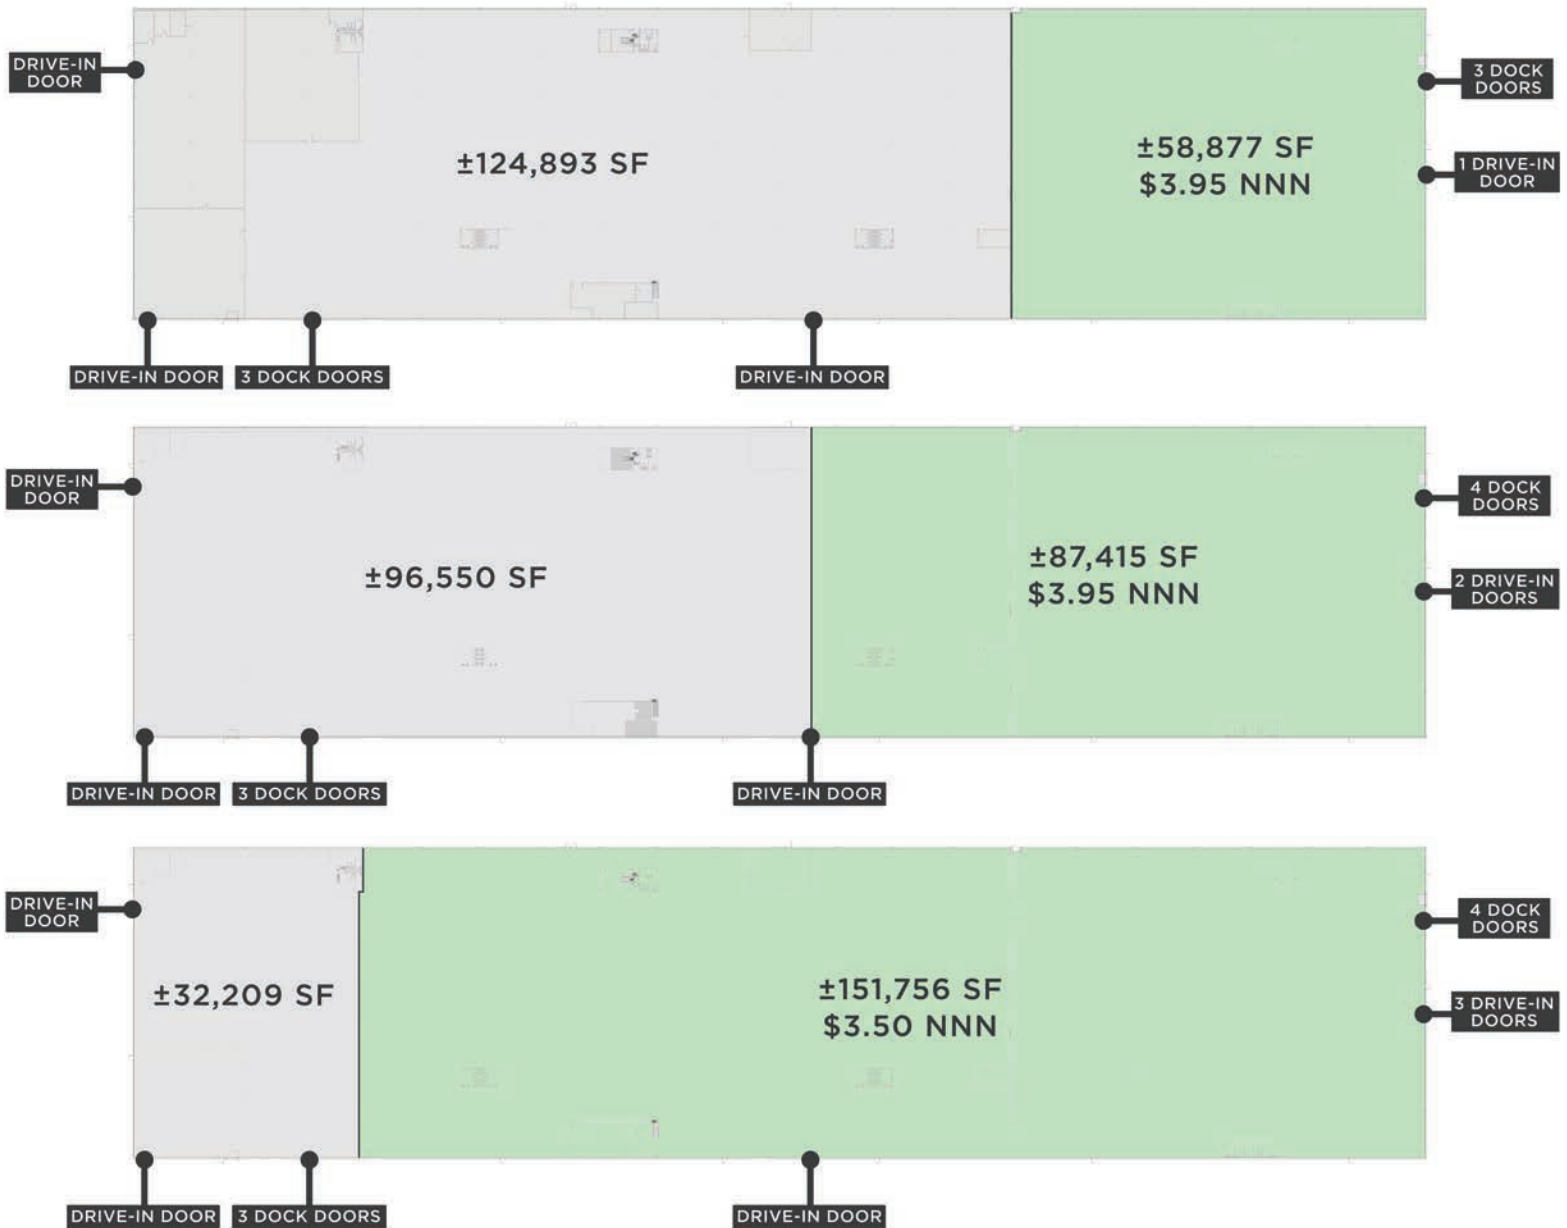 DRIVE-IN
DOOR
±124,893 SF
±58,877 SF
$3.95 NNN
3 DOCK
DOORS
1 DRIVE-IN
DOOR
DRIVE-IN DOOR
3 DOCK DOORS
DRIVE-IN DOOR
DRIVE-IN
DOOR
±96,550 SF
±87,415 SF
$3.95 NNN
4 DOCK
DOORS
2 DRIVE-IN
DOORS
DRIVE-IN DOOR
3 DOCK DOORS
DRIVE-IN DOOR
DRIVE-IN
DOOR
±32,209 SF
±151,756 SF
$3.50 NNN
4 DOCK
DOORS
3 DRIVE-IN
DOORS
DRIVE-IN DOOR
3 DOCK DOORS
DRIVE-IN DOOR